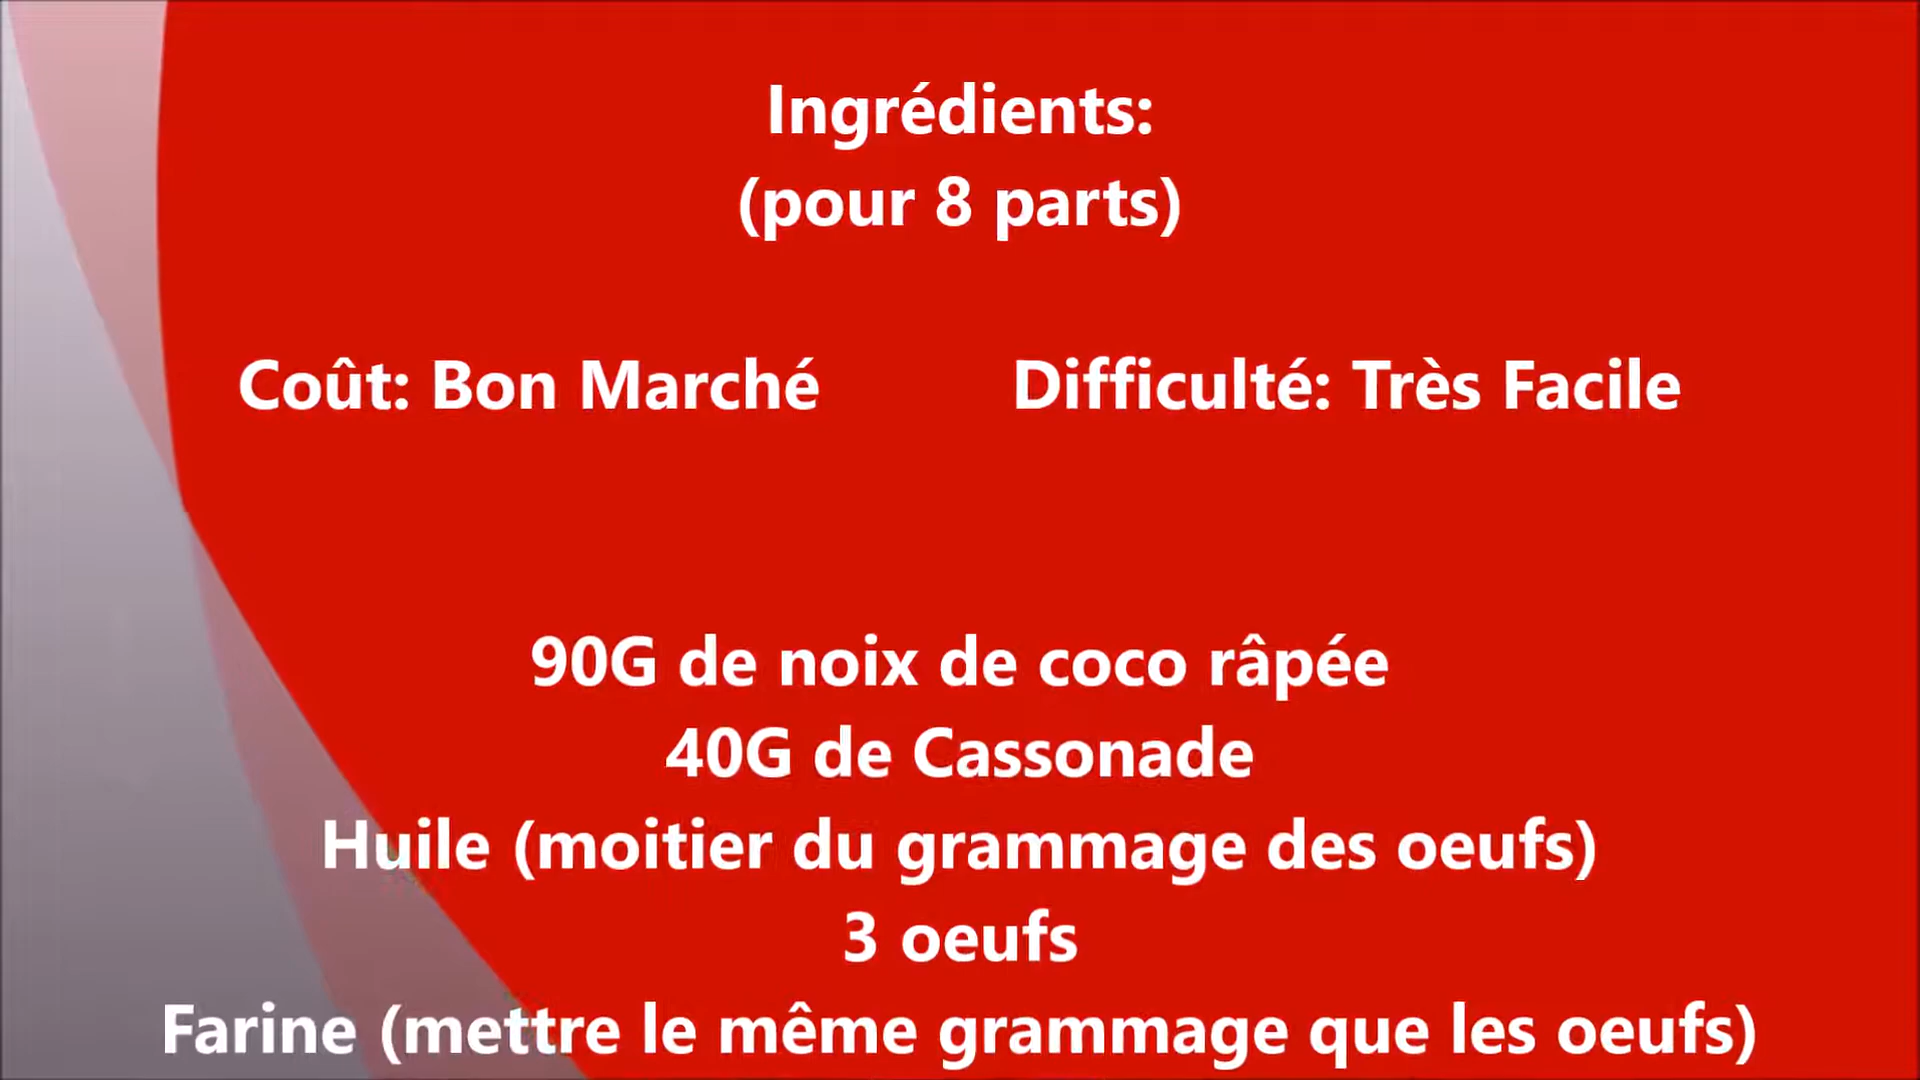 Ingrédients:
(pour 8 parts)
Coût: Bon Marché Difficulté: Très Facile
90G de noix de coco râpée
40G de Cassonade
Huile (moitier du grammage des oeufs)
3 oeufs
Farine (mettre le même grammage que les oeufs)